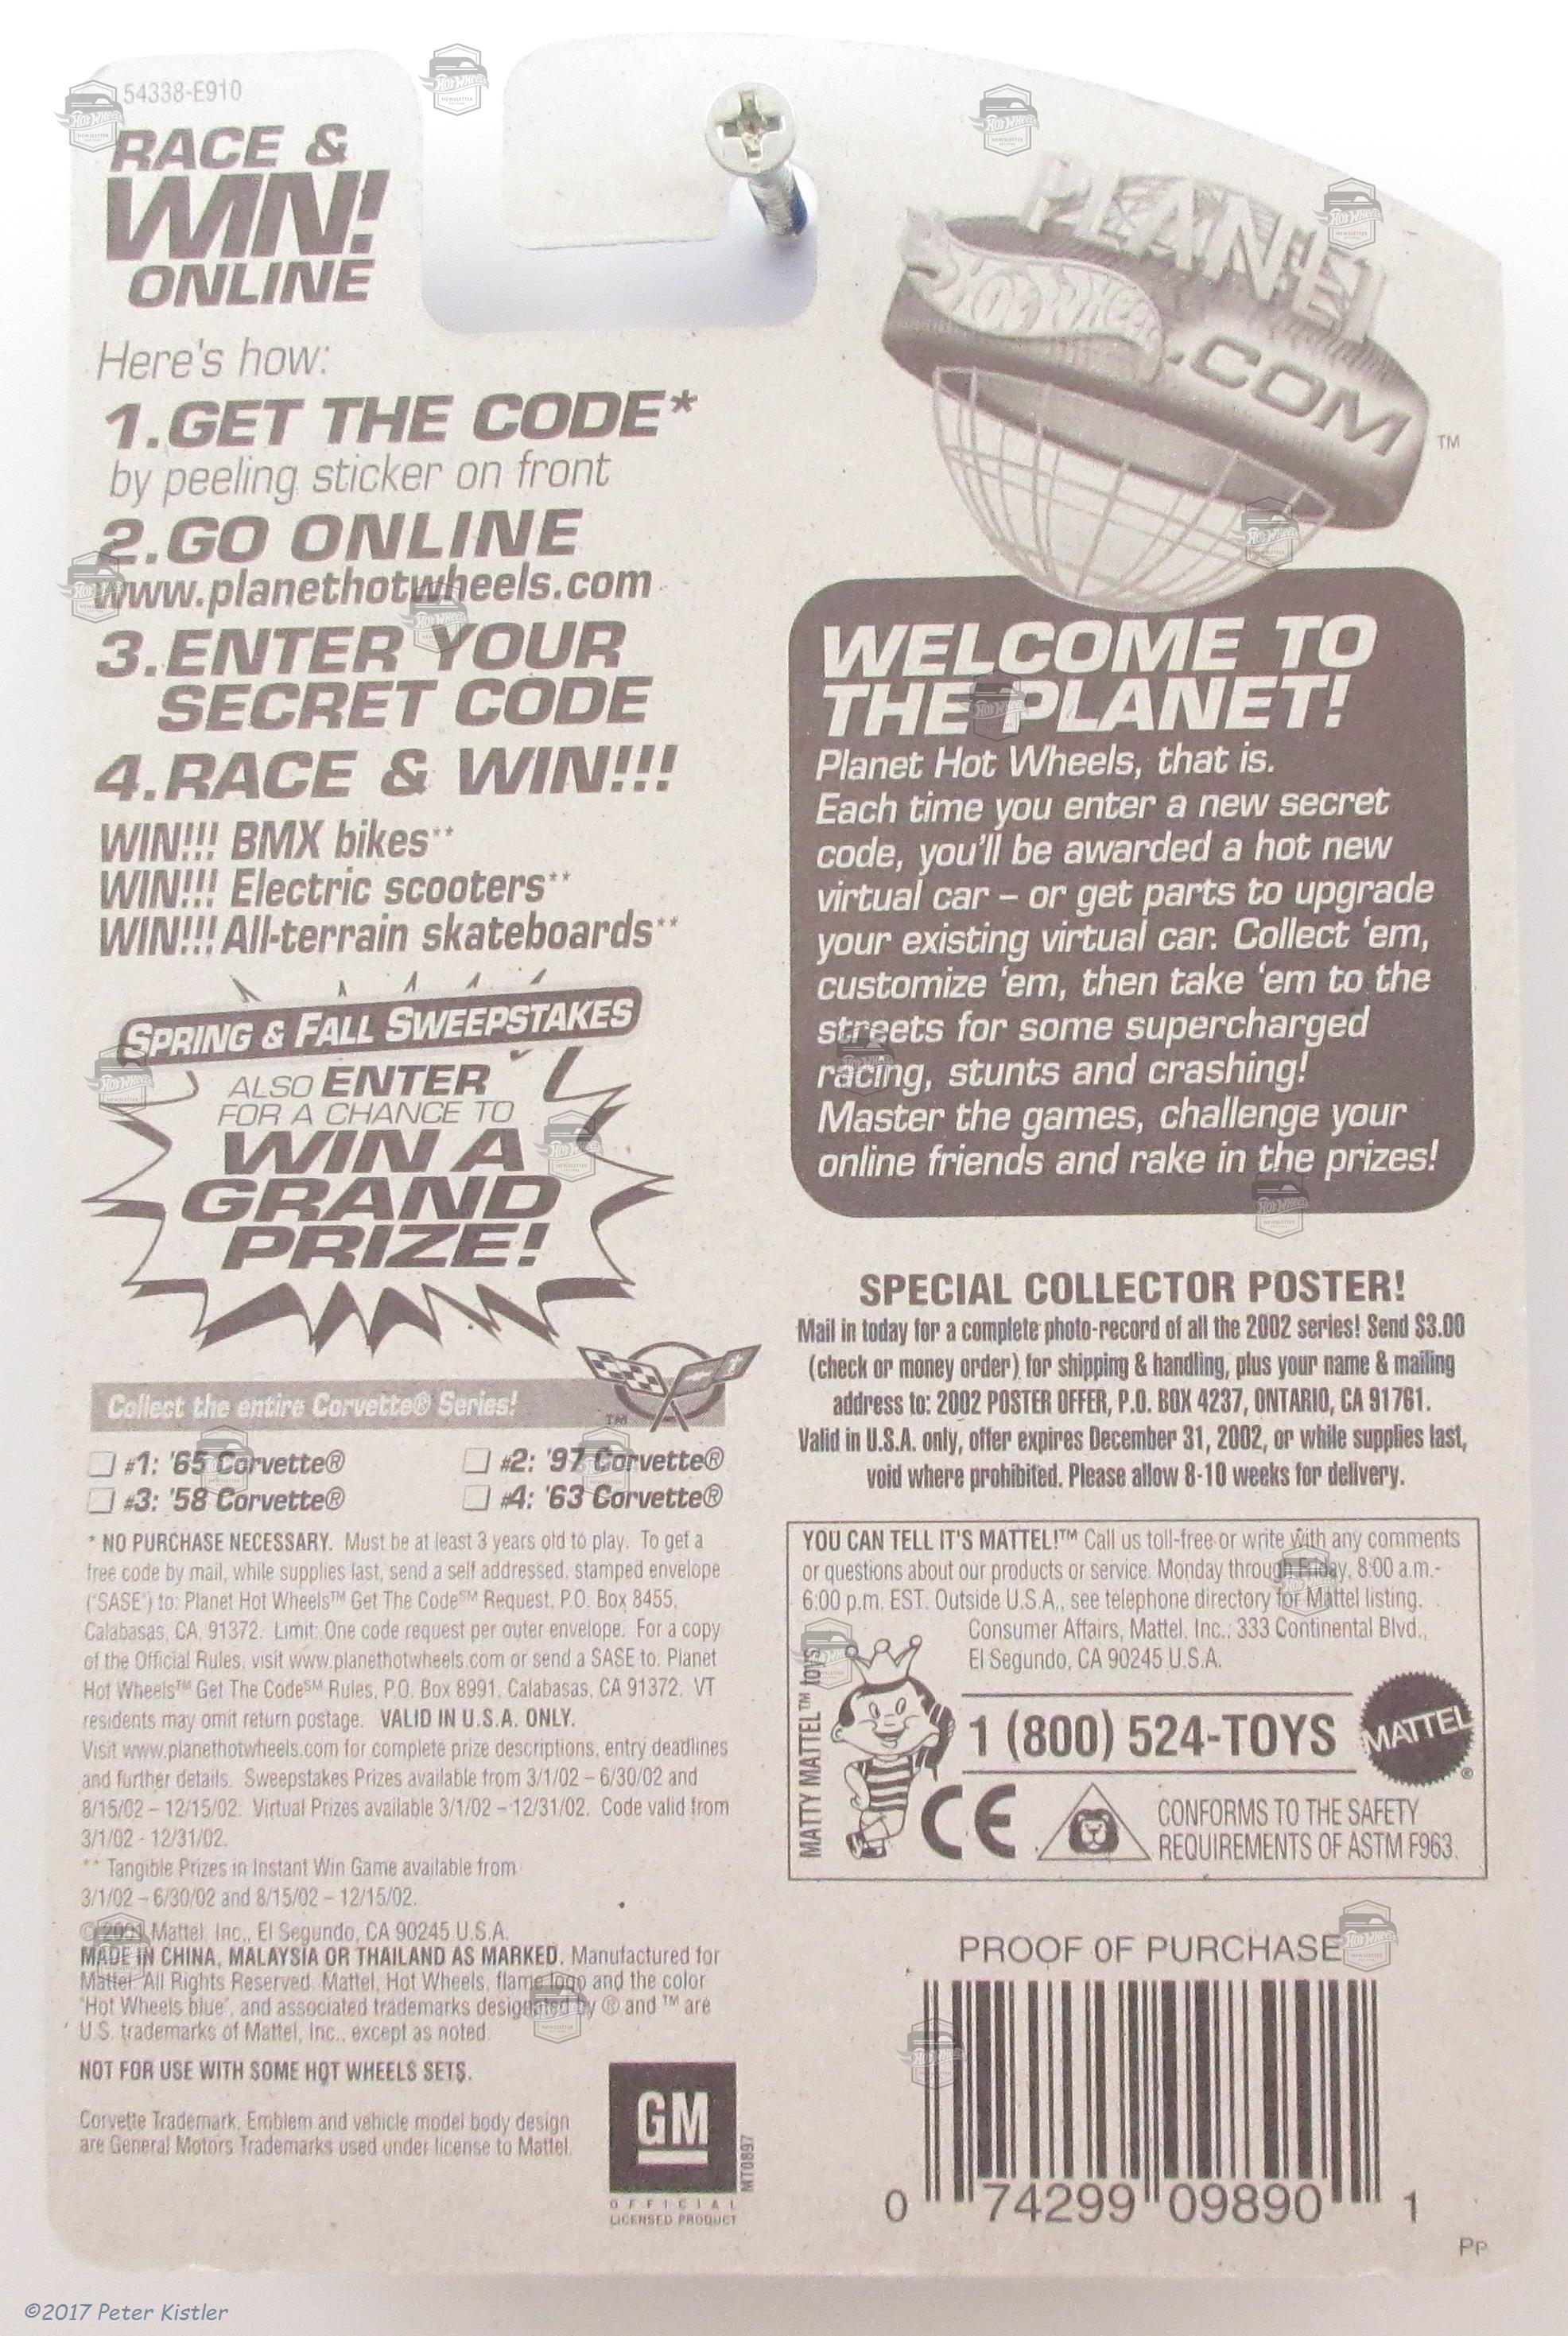 54338-E910
RACE &
WIN!
ONLINE
Here's how:
1.GET THE CODE*
by peeling sticker on front
2.GO ONLINE
www.planethotwheels.com
3.ENTER YOUR
SECRET CODE
4.RACE & WIN!!!
WIN!!! BMX bikes**
WIN!!! Electric scooters**
WIN!!! All-terrain skateboards**
SPRING & FALL SWEEPSTAKES
ALSO ENTER
FOR A CHANCE TO
WIN A
GRAND
PRIZE!
Collect the entire Corvette® Series!
TM
#1: '65 Corvette® #2: '97 Corvette®
#3: '58 Corvette® #4: '63 Corvette®
* NO PURCHASE NECESSARY. Must be at least 3 years old to play. To get a
free code by mail, while supplies last, send a self addressed, stamped envelope
("SASE") to: Planet Hot Wheels™ Get The Code℠ Request, P.O. Box 8455,
Calabasas, CA, 91372. Limit: One code request per outer envelope. For a copy
of the Official Rules, visit www.planethotwheels.com or send a SASE to: Planet
Hot Wheels™ Get The Code℠ Rules, P.O. Box 8991, Calabasas, CA 91372. VT
residents may omit return postage. VALID IN U.S.A. ONLY.
Visit www.planethotwheels.com for complete prize descriptions, entry deadlines
and further details. Sweepstakes Prizes available from 3/1/02 – 6/30/02 and
8/15/02 – 12/15/02. Virtual Prizes available 3/1/02 – 12/31/02. Code valid from
3/1/02 - 12/31/02.
** Tangible Prizes in Instant Win Game available from
3/1/02 – 6/30/02 and 8/15/02 – 12/15/02.
© 2001 Mattel, Inc., El Segundo, CA 90245 U.S.A.
MADE IN CHINA, MALAYSIA OR THAILAND AS MARKED. Manufactured for
Mattel. All Rights Reserved. Mattel, Hot Wheels, flame logo and the color
"Hot Wheels blue", and associated trademarks designated by ® and ™ are
U.S. trademarks of Mattel, Inc., except as noted.
NOT FOR USE WITH SOME HOT WHEELS SETS.
Corvette Trademark, Emblem and vehicle model body design
are General Motors Trademarks used under license to Mattel.
GM
MT0897
OFFICIAL
LICENSED PRODUCT
PLANET
HOT WHEELS
.COM
TM
WELCOME TO
THE PLANET!
Planet Hot Wheels, that is.
Each time you enter a new secret
code, you'll be awarded a hot new
virtual car – or get parts to upgrade
your existing virtual car. Collect 'em,
customize 'em, then take 'em to the
streets for some supercharged
racing, stunts and crashing!
Master the games, challenge your
online friends and rake in the prizes!
SPECIAL COLLECTOR POSTER!
Mail in today for a complete photo-record of all the 2002 series! Send $3.00
(check or money order) for shipping & handling, plus your name & mailing
address to: 2002 POSTER OFFER, P.O. BOX 4237, ONTARIO, CA 91761.
Valid in U.S.A. only, offer expires December 31, 2002, or while supplies last,
void where prohibited. Please allow 8-10 weeks for delivery.
YOU CAN TELL IT'S MATTEL!™ Call us toll-free or write with any comments
or questions about our products or service. Monday through Friday, 8:00 a.m.-
6:00 p.m. EST. Outside U.S.A., see telephone directory for Mattel listing.
Consumer Affairs, Mattel, Inc., 333 Continental Blvd.,
El Segundo, CA 90245 U.S.A.
MATTY MATTEL™ toys
1 (800) 524-TOYS
MATTEL
®
CE
CONFORMS TO THE SAFETY
REQUIREMENTS OF ASTM F963.
PROOF OF PURCHASE
0 74299 09890 1
PP
©2017 Peter Kistler